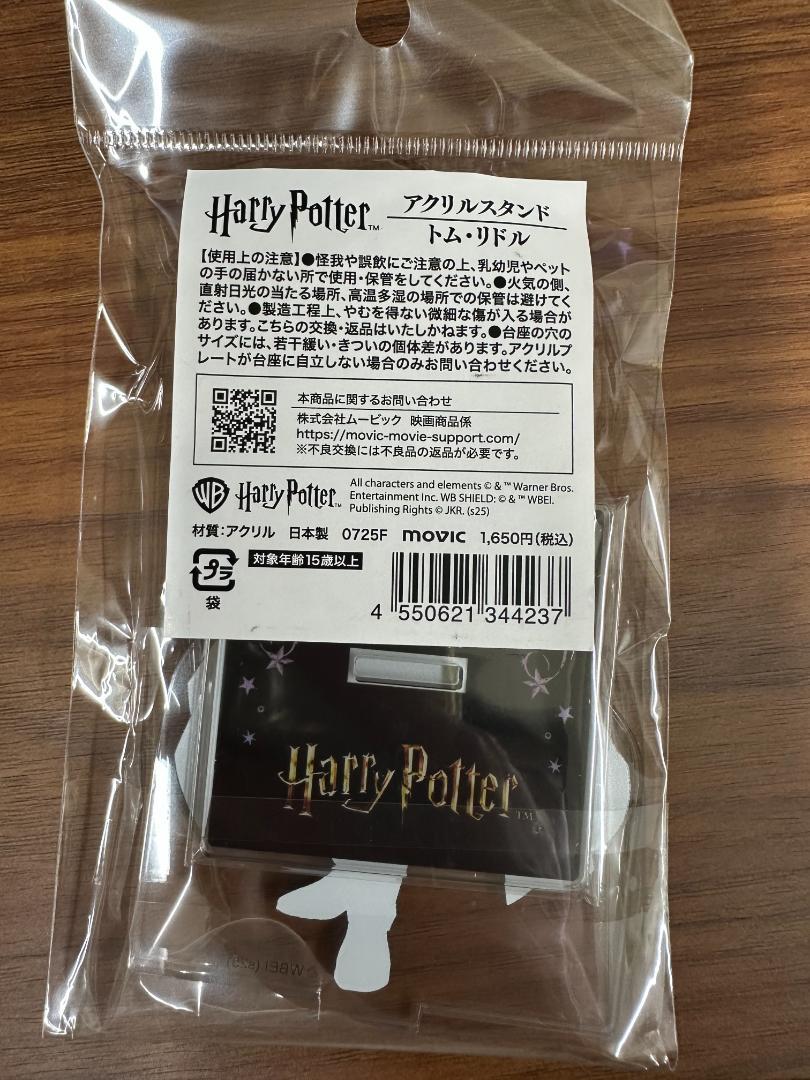 Harry Potter™
アクリルスタンド
トム・リドル
【使用上の注意】●怪我や誤飲にご注意の上、乳幼児やペット
の手の届かない所で使用・保管をしてください。●火気の側、
直射日光の当たる場所、高温多湿の場所での保管は避けてく
ださい。●製造工程上、やむを得ない微細な傷が入る場合が
あります。こちらの交換・返品はいたしかねます。●台座の穴の
サイズには、若干緩い・きついの個体差があります。アクリルプ
レートが台座に自立しない場合のみお問い合わせください。
本商品に関するお問い合わせ
株式会社ムービック 映画商品係
https://movic-movie-support.com/
※不良交換には不良品の返品が必要です。
WB Harry Potter™
All characters and elements © & ™ Warner Bros.
Entertainment Inc. WB SHIELD: © & ™ WBEI.
Publishing Rights © JKR. (s25)
材質：アクリル 日本製 0725F movic 1,650円(税込)
プラ
袋
対象年齢15歳以上
4 550621 344237
Harry Potter™
WBEI (s25)